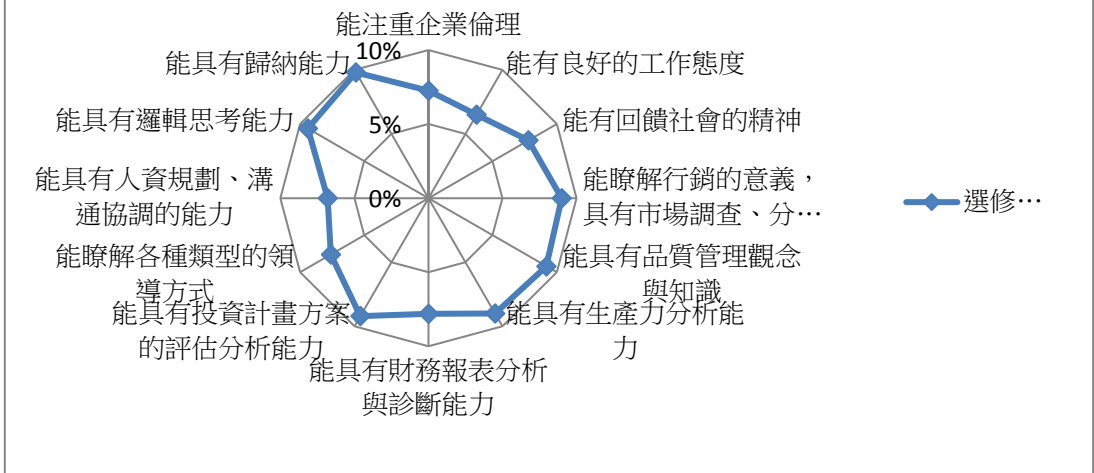 能注重企業倫理
10%
能具有歸納能力
能有良好的工作態度
能具有邏輯思考能力
5%
能有回饋社會的精神
能具有人資規劃、溝
通協調的能力
0%
能瞭解行銷的意義，
具有市場調查、分…
選修…
能瞭解各種類型的領
導方式
能具有品質管理觀念
與知識
能具有投資計畫方案
的評估分析能力
能具有生產力分析能
力
能具有財務報表分析
與診斷能力